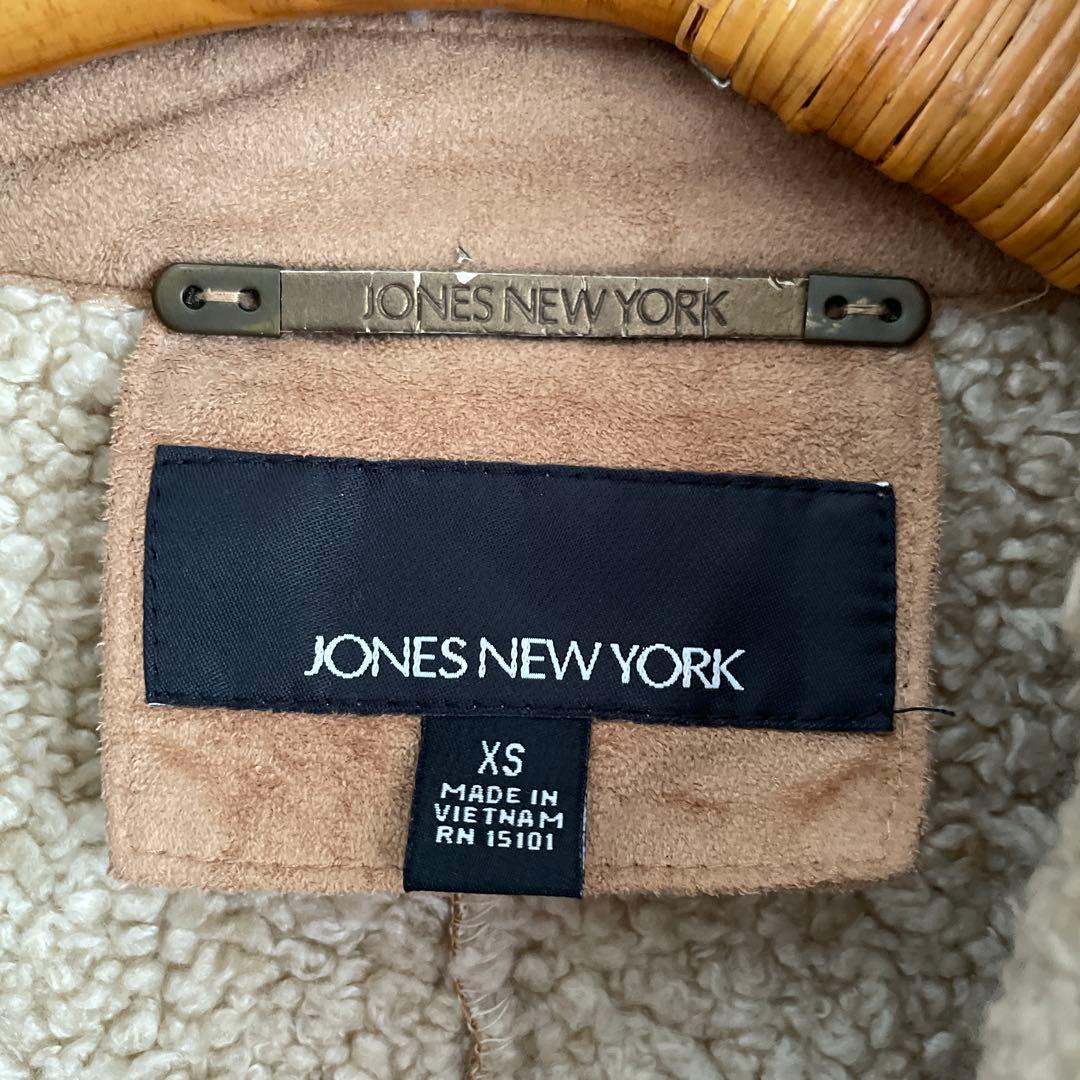 JONES NEW YORK
JONES NEW YORK
XS
MADE IN
VIETNAM
RN 15101